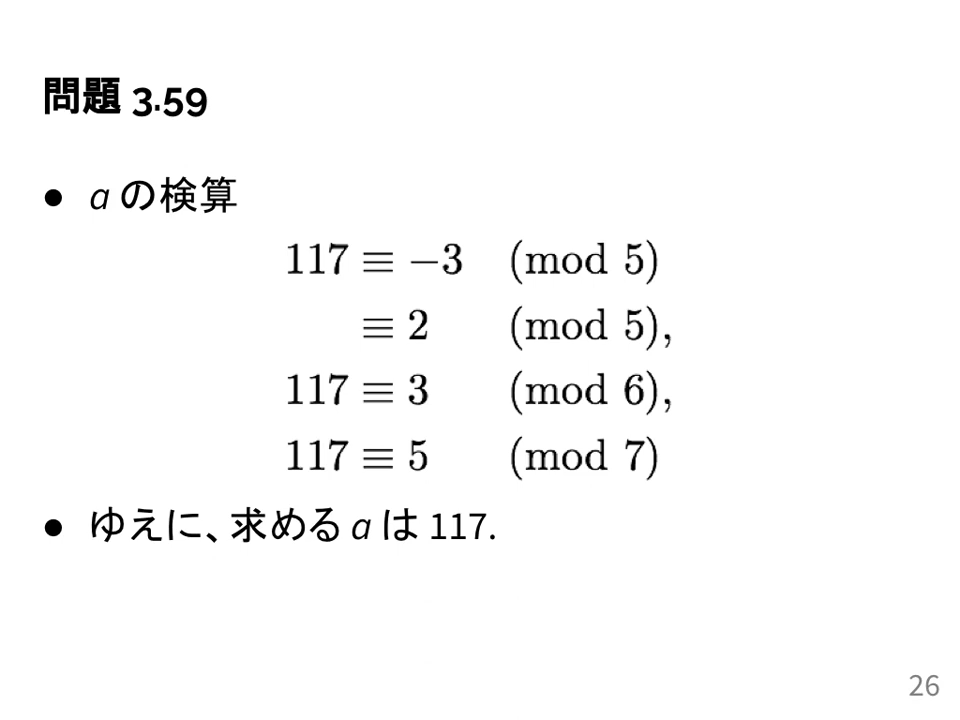 問題 3.59
● a の検算
117 ≡ −3 (mod 5)
≡ 2 (mod 5),
117 ≡ 3 (mod 6),
117 ≡ 5 (mod 7)
● ゆえに、求める a は 117.
26